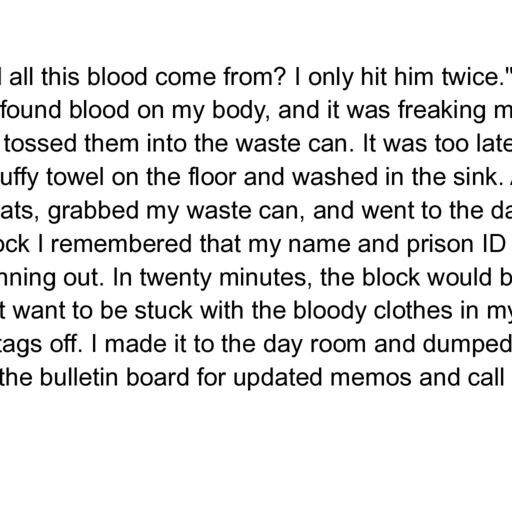 all this blood come from? I only hit him twice."
found blood on my body, and it was freaking m
tossed them into the waste can. It was too late
uffy towel on the floor and washed in the sink.
ats, grabbed my waste can, and went to the da
ock I remembered that my name and prison ID
nning out. In twenty minutes, the block would b
t want to be stuck with the bloody clothes in my
tags off. I made it to the day room and dumped
the bulletin board for updated memos and call